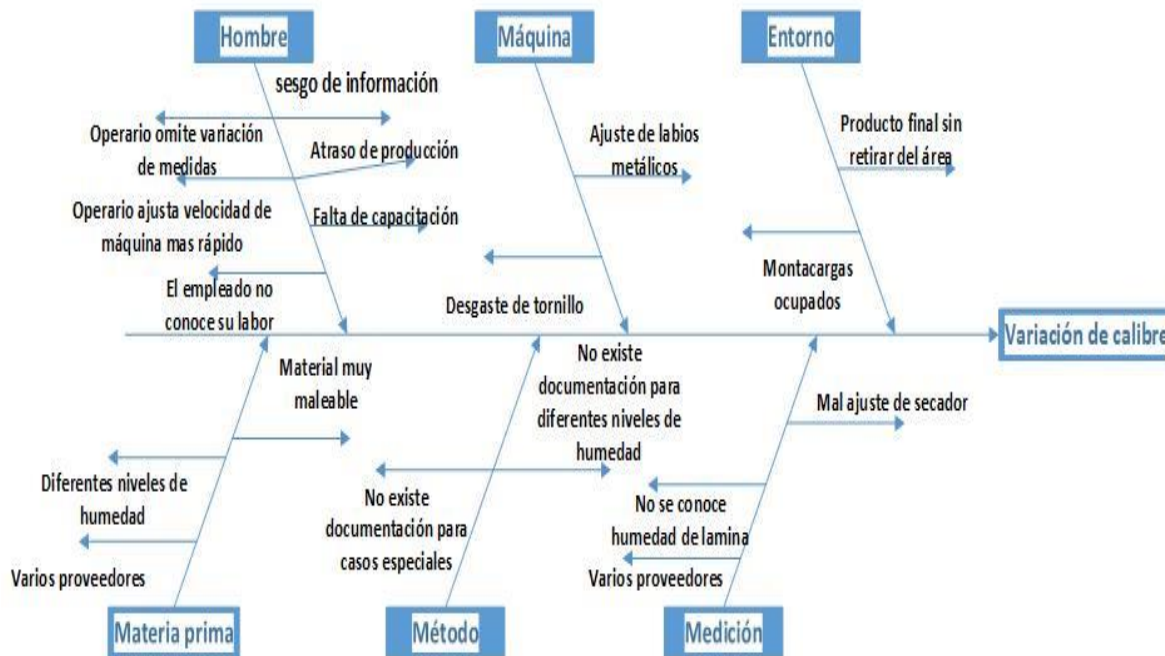 Hombre
Máquina
Entorno
sesgo de información
Operario omite variación
de medidas
Atraso de producción
Operario ajusta velocidad de
máquina mas rápido
Falta de capacitación
El empleado no
conoce su labor
Ajuste de labios
metálicos
Desgaste de tornillo
Producto final sin
retirar del área
Montacargas
ocupados
Variación de calibre
Material muy
maleable
Diferentes niveles de
humedad
Varios proveedores
No existe
documentación para
diferentes niveles de
humedad
No existe
documentación para
casos especiales
Mal ajuste de secador
No se conoce
humedad de lamina
Varios proveedores
Materia prima
Método
Medición